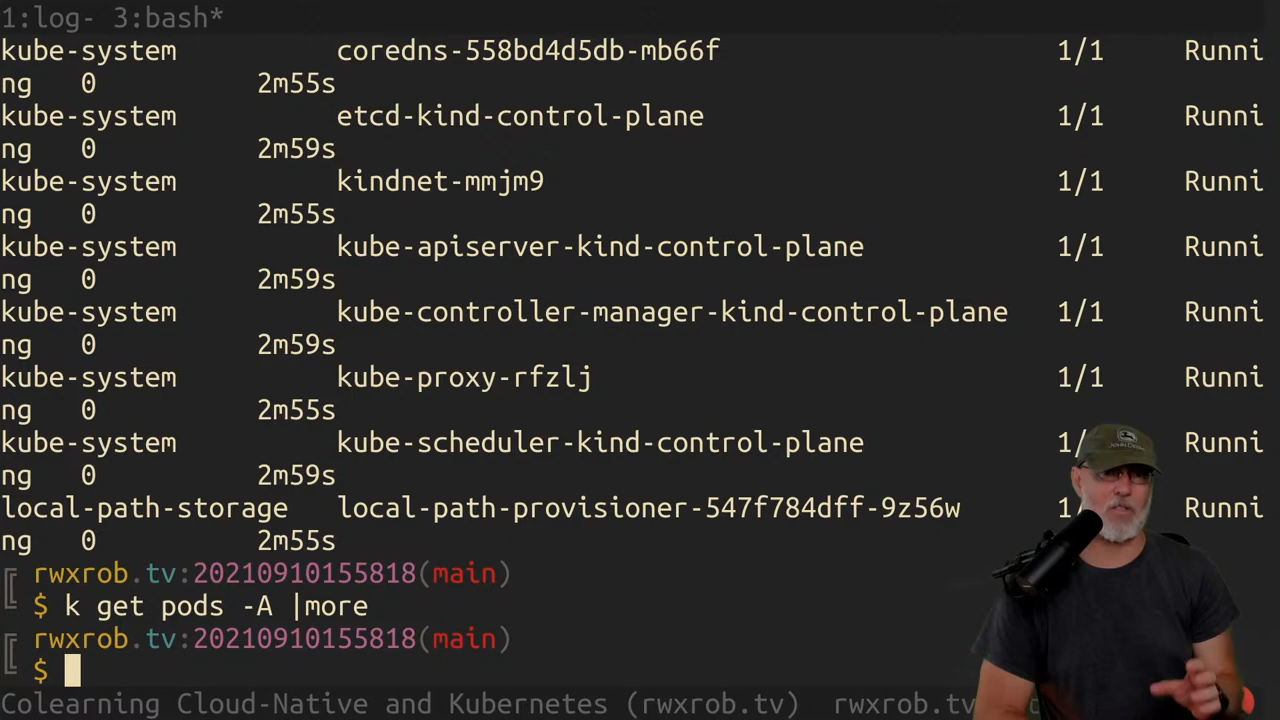 1:log- 3:bash*
kube-system coredns-558bd4d5db-mb66f 1/1 Runni
ng 0 2m55s
kube-system etcd-kind-control-plane 1/1 Runni
ng 0 2m59s
kube-system kindnet-mmjm9 1/1 Runni
ng 0 2m55s
kube-system kube-apiserver-kind-control-plane 1/1 Runni
ng 0 2m59s
kube-system kube-controller-manager-kind-control-plane 1/1 Runni
ng 0 2m59s
kube-system kube-proxy-rfzlj 1/1 Runni
ng 0 2m55s
kube-system kube-scheduler-kind-control-plane 1/ Runni
ng 0 2m59s
local-path-storage local-path-provisioner-547f784dff-9z56w 1/ Runni
ng 0 2m55s
rwxrob.tv:20210910155818(main)
$ k get pods -A |more
rwxrob.tv:20210910155818(main)
$
JOHN DEERE
Colearning Cloud-Native and Kubernetes (rwxrob.tv) rwxrob.tv